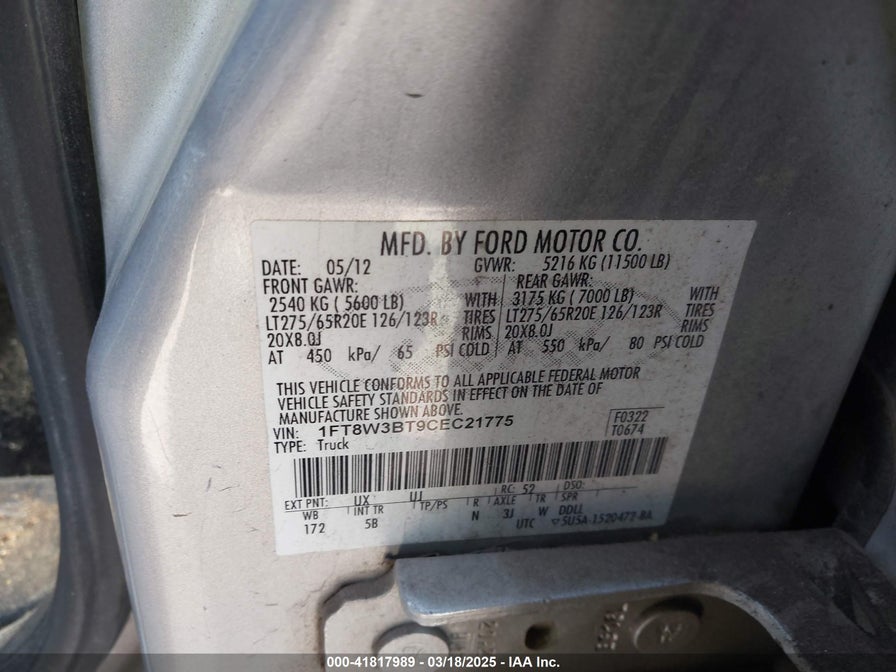 MFD. BY FORD MOTOR CO.
DATE: 05/12 GVWR: 5216 KG (11500 LB)
FRONT GAWR: REAR GAWR:
2540 KG ( 5600 LB) WITH 3175 KG ( 7000 LB) WITH
LT275/65R20E 126/123R TIRES LT275/65R20E 126/123R TIRES
20X8.0J RIMS 20X8.0J RIMS
AT 450 kPa/ 65 PSI COLD AT 550 kPa/ 80 PSI COLD
THIS VEHICLE CONFORMS TO ALL APPLICABLE FEDERAL MOTOR
VEHICLE SAFETY STANDARDS IN EFFECT ON THE DATE OF
MANUFACTURE SHOWN ABOVE.
VIN: 1FT8W3BT9CEC21775 F0322
TYPE: Truck T0674
EXT PNT: UX UJ RC: 52 DSO:
WB INT TR TP/PS R AXLE TR SPR
172 5B N 3J W DDLL
UTC ▽5U5A-1520472-BA
000-41817989 — 03/18/2025 — IAA Inc.